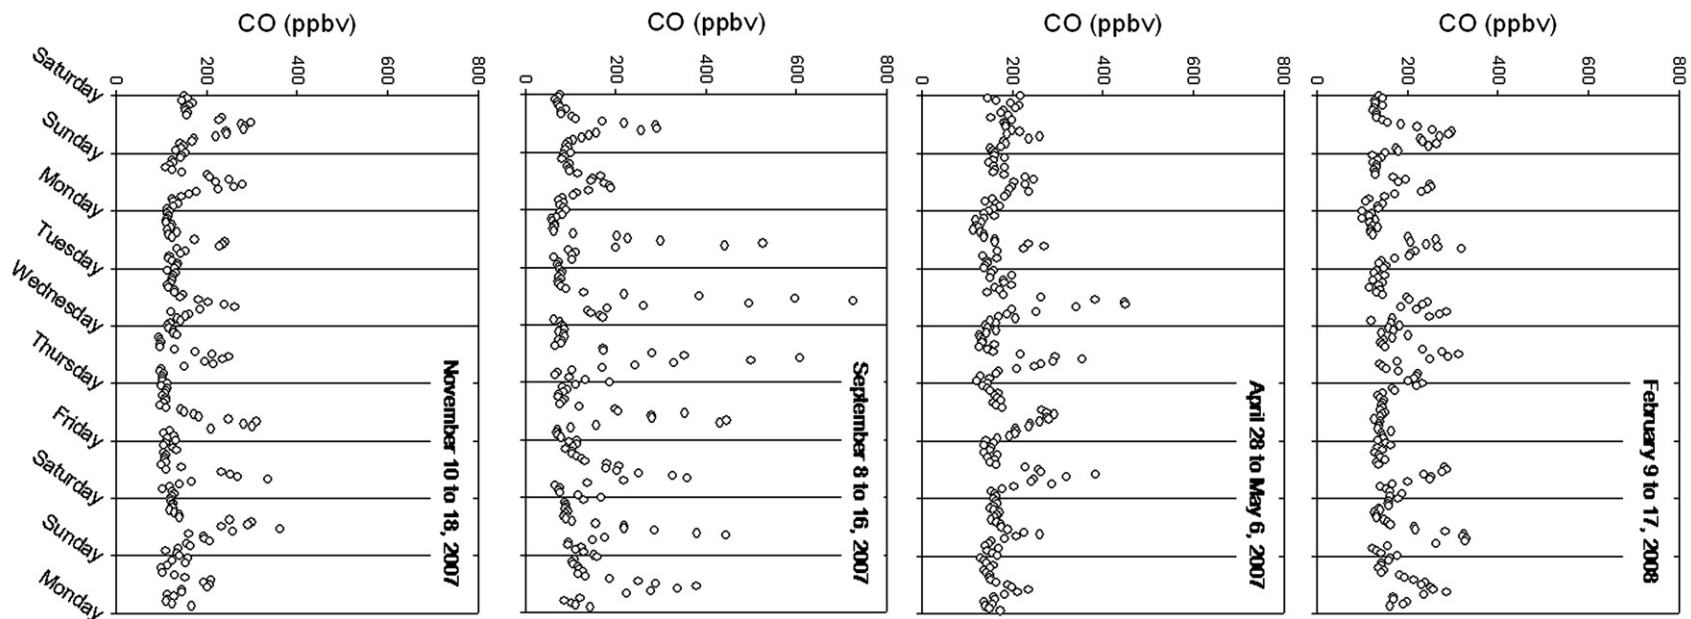 CO (ppbv)
0
200
400
600
800
Saturday
Sunday
Monday
Tuesday
Wednesday
Thursday
Friday
Saturday
Sunday
Monday
November 10 to 18, 2007
CO (ppbv)
0
200
400
600
800
September 8 to 16, 2007
CO (ppbv)
0
200
400
600
800
April 28 to May 6, 2007
CO (ppbv)
0
200
400
600
800
February 9 to 17, 2008